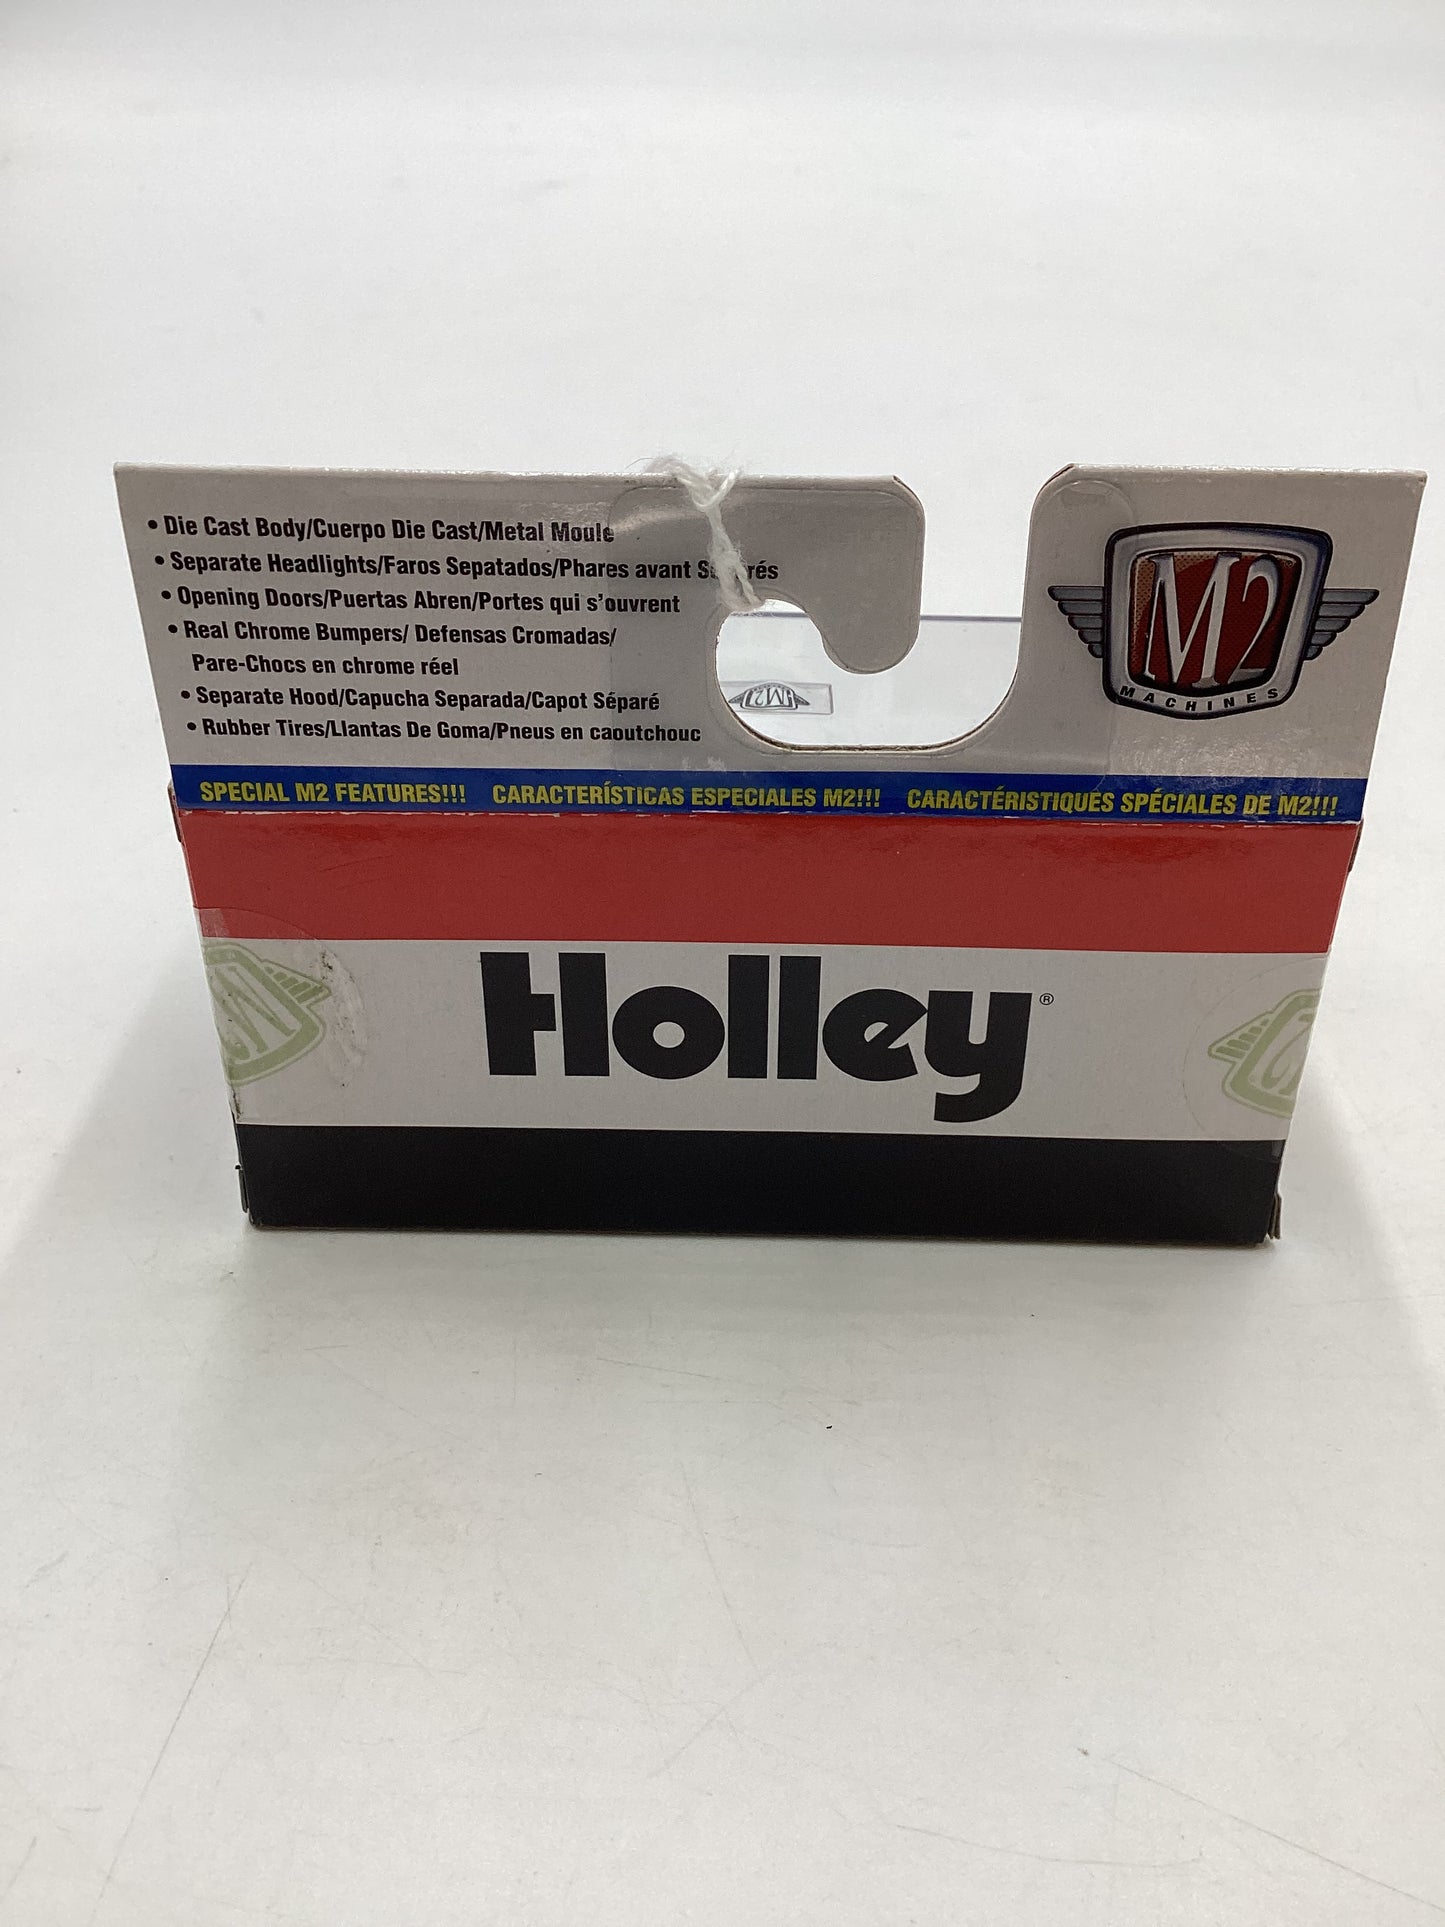 • Die Cast Body/Cuerpo Die Cast/Metal Moule
• Separate Headlights/Faros Sepatados/Phares avant
• Opening Doors/Puertas Abren/Portes qui s'ouvrent
• Real Chrome Bumpers/ Defensas Cromadas/
Pare-Chocs en chrome réel
• Separate Hood/Capucha Separada/Capot Séparé
• Rubber Tires/Llantas De Goma/Pneus en caoutchouc
M2
MACHINES
M2
SPECIAL M2 FEATURES!!! CARACTERÍSTICAS ESPECIALES M2!!! CARACTÉRISTIQUES SPÉCIALES DE M2!!!
Holley®